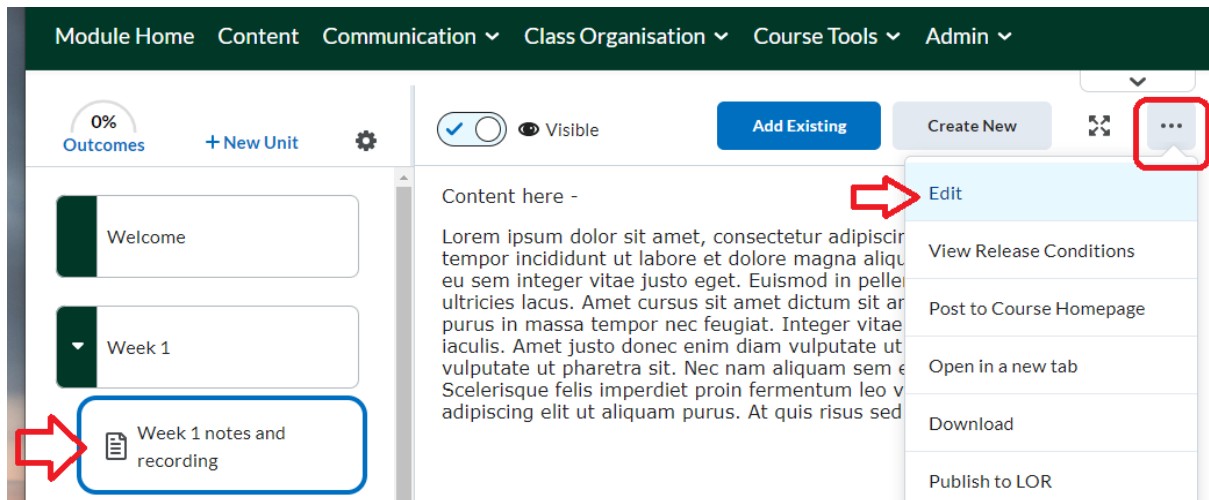 Module Home Content Communication Class Organisation Course Tools Admin
0%
Outcomes
+ New Unit
Visible
Add Existing
Create New
Welcome
Week 1
Week 1 notes and
recording
Content here -
Lorem ipsum dolor sit amet, consectetur adipiscin
tempor incididunt ut labore et dolore magna aliqu
eu sem integer vitae justo eget. Euismod in peller
ultricies lacus. Amet cursus sit amet dictum sit
purus in massa tempor nec feugiat. Integer vitae
iaculis. Amet justo donec enim diam vulputate ut
vulputate ut pharetra sit. Nec nam aliquam sem
Scelerisque felis imperdiet proin fermentum leo
adipiscing elit ut aliquam purus. At quis risus sed
Edit
View Release Conditions
Post to Course Homepage
Open in a new tab
Download
Publish to LOR